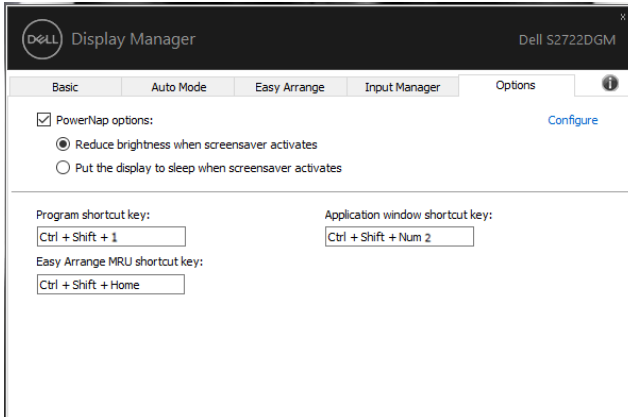 DELL Display Manager Dell S2722DGM
x
Basic Auto Mode Easy Arrange Input Manager Options i
PowerNap options: Configure
Reduce brightness when screensaver activates
Put the display to sleep when screensaver activates
Program shortcut key: Application window shortcut key:
Ctrl + Shift + 1 Ctrl + Shift + Num 2
Easy Arrange MRU shortcut key:
Ctrl + Shift + Home